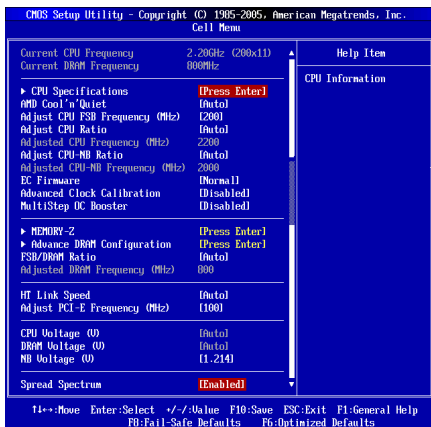 CMOS Setup Utility - Copyright (C) 1985-2005, American Megatrends, Inc.
Cell Menu
Current CPU Frequency 2.20GHz (200x11)
Current DRAM Frequency 800MHz
▶ CPU Specifications [Press Enter]
AMD Cool'n'Quiet [Auto]
Adjust CPU FSB Frequency (MHz) [200]
Adjust CPU Ratio [Auto]
Adjusted CPU Frequency (MHz) 2200
Adjust CPU-NB Ratio [Auto]
Adjusted CPU-NB Frequency (MHz) 2000
EC Firmware [Normal]
Advanced Clock Calibration [Disabled]
MultiStep OC Booster [Disabled]
▶ MEMORY-Z [Press Enter]
▶ Advance DRAM Configuration [Press Enter]
FSB/DRAM Ratio [Auto]
Adjusted DRAM Frequency (MHz) 800
HT Link Speed [Auto]
Adjust PCI-E Frequency (MHz) [100]
CPU Voltage (V) [Auto]
DRAM Voltage (V) [Auto]
NB Voltage (V) [1.214]
Spread Spectrum [Enabled]
Help Item
CPU Information
↑↓↔:Move Enter:Select +/-/:Value F10:Save ESC:Exit F1:General Help
F8:Fail-Safe Defaults F6:Optimized Defaults